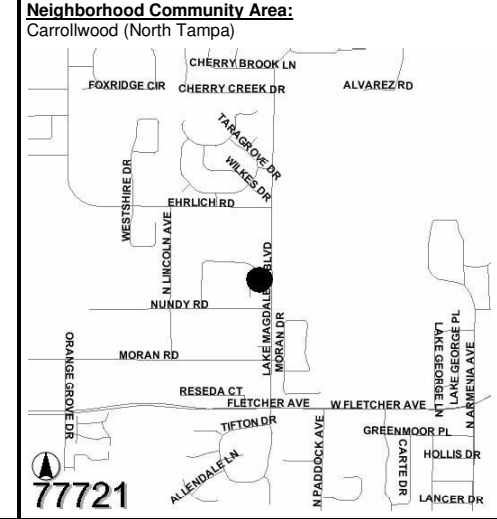 Neighborhood Community Area:
Carrollwood (North Tampa)
CHERRY BROOK LN
FOXRIDGE CIR
CHERRY CREEK DR
ALVAREZ RD
TARAGROVE DR
WILKES DR
WESTSHIRE DR
EHRLICH RD
N LINCOLN AVE
NUNDY RD
LAKE MAGDALE BLVD
MORAN DR
MORAN RD
ORANGE GROVE DR
LAKE GEORGE LN
LAKE GEORGE PL
N ARMENIA AVE
RESEDA CT
FLETCHER AVE
W FLETCHER AVE
TIFTON DR
GREENMOOR PL
ALLENDALE LN
N PADDOCK AVE
CARTE DR
HOLLIS DR
LANCER DR
77721